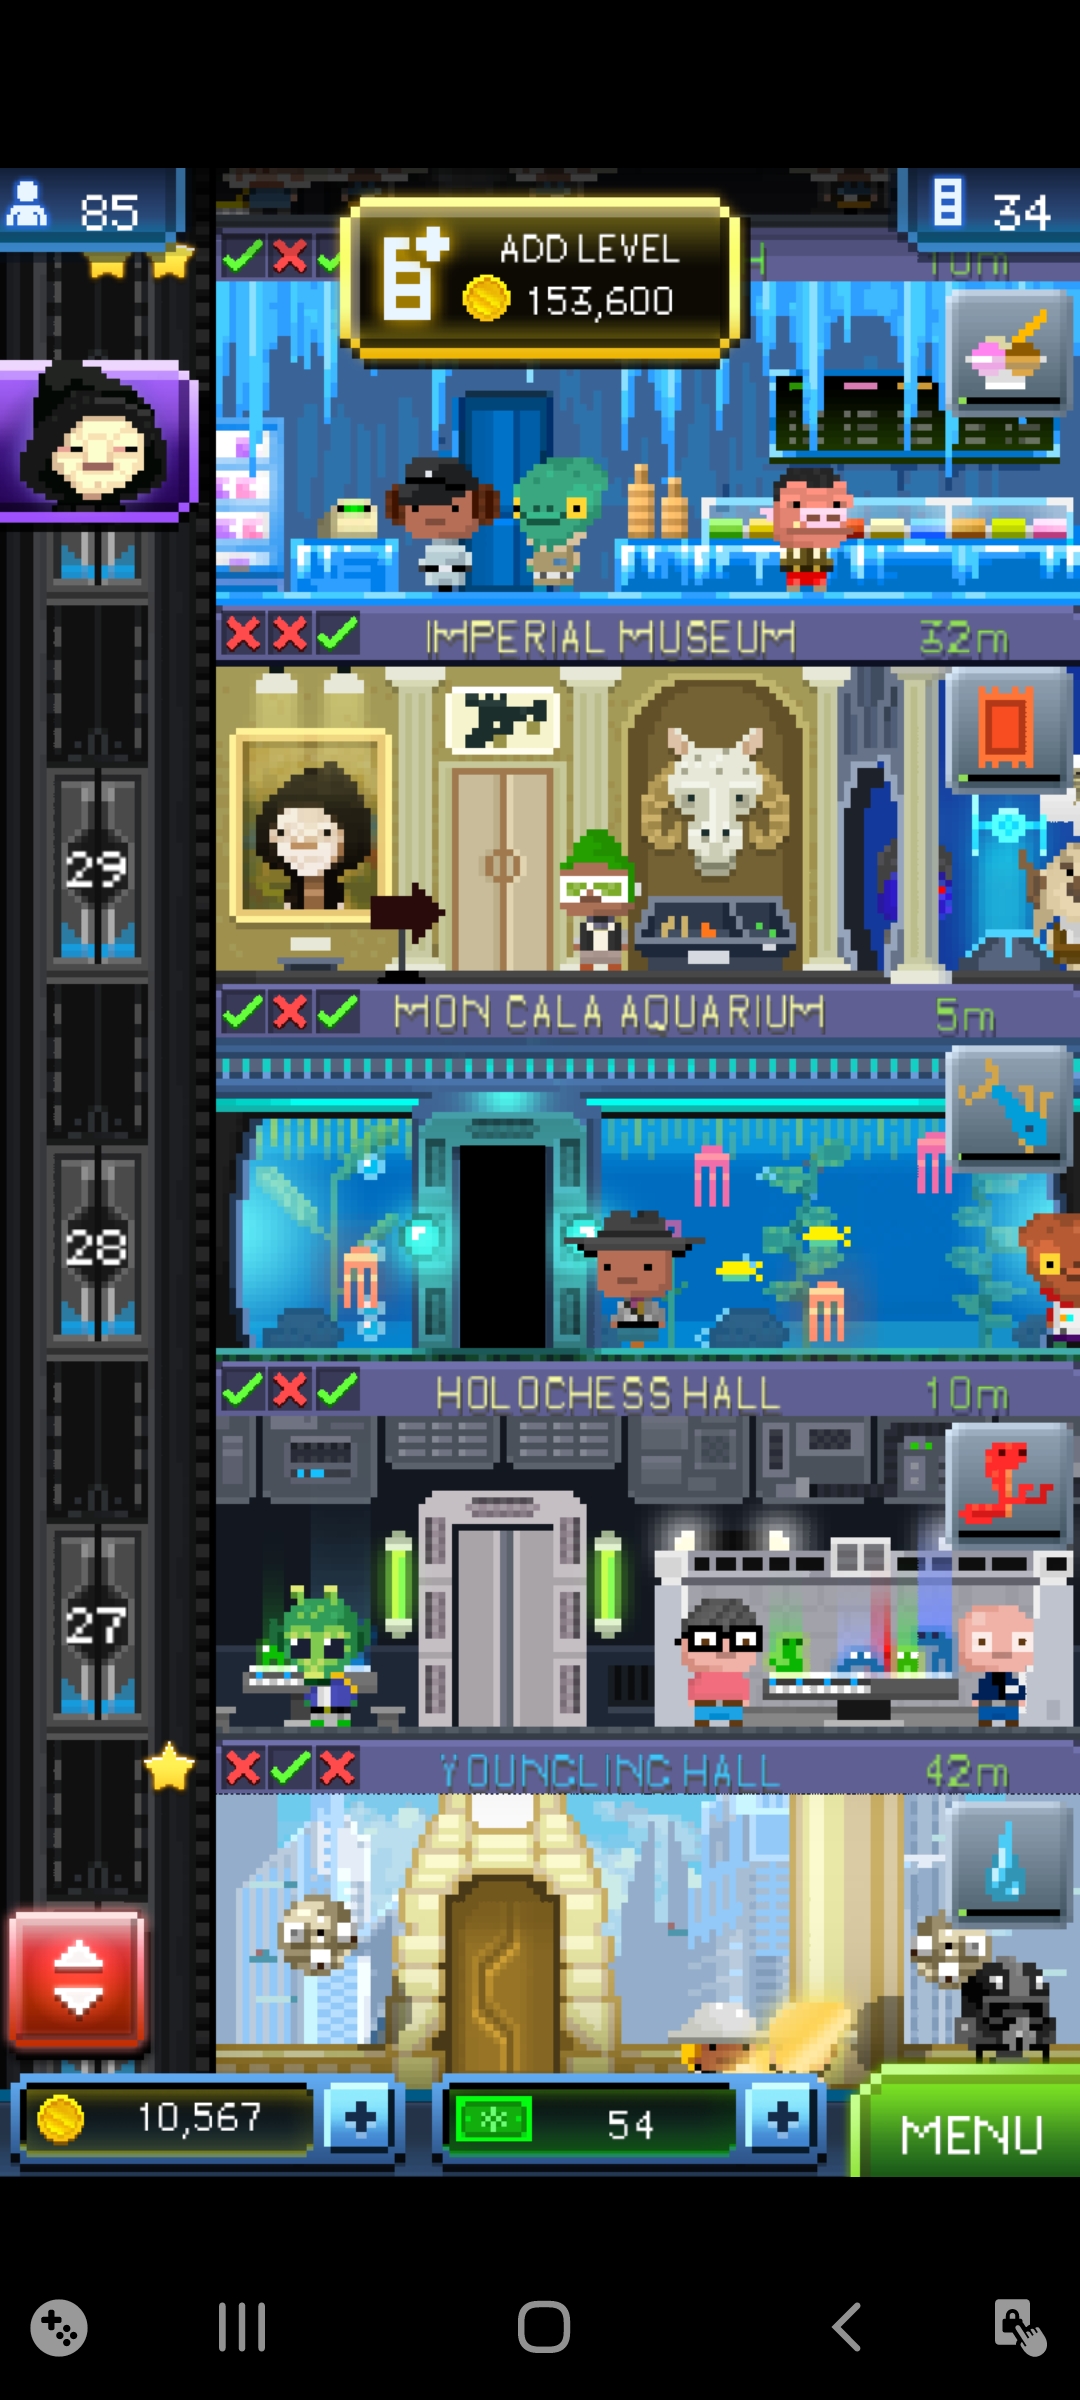 85
34
ADD LEVEL
153,600
10m
IMPERIAL MUSEUM 32m
29
MON CALA AQUARIUM 5m
28
HOLOCHESS HALL 10m
27
YOUNGLING HALL 42m
10,567
54
MENU